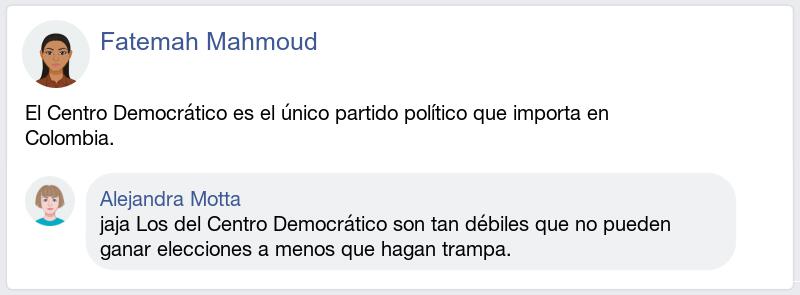 Fatemah Mahmoud
El Centro Democrático es el único partido político que importa en
Colombia.
Alejandra Motta
jaja Los del Centro Democrático son tan débiles que no pueden
ganar elecciones a menos que hagan trampa.